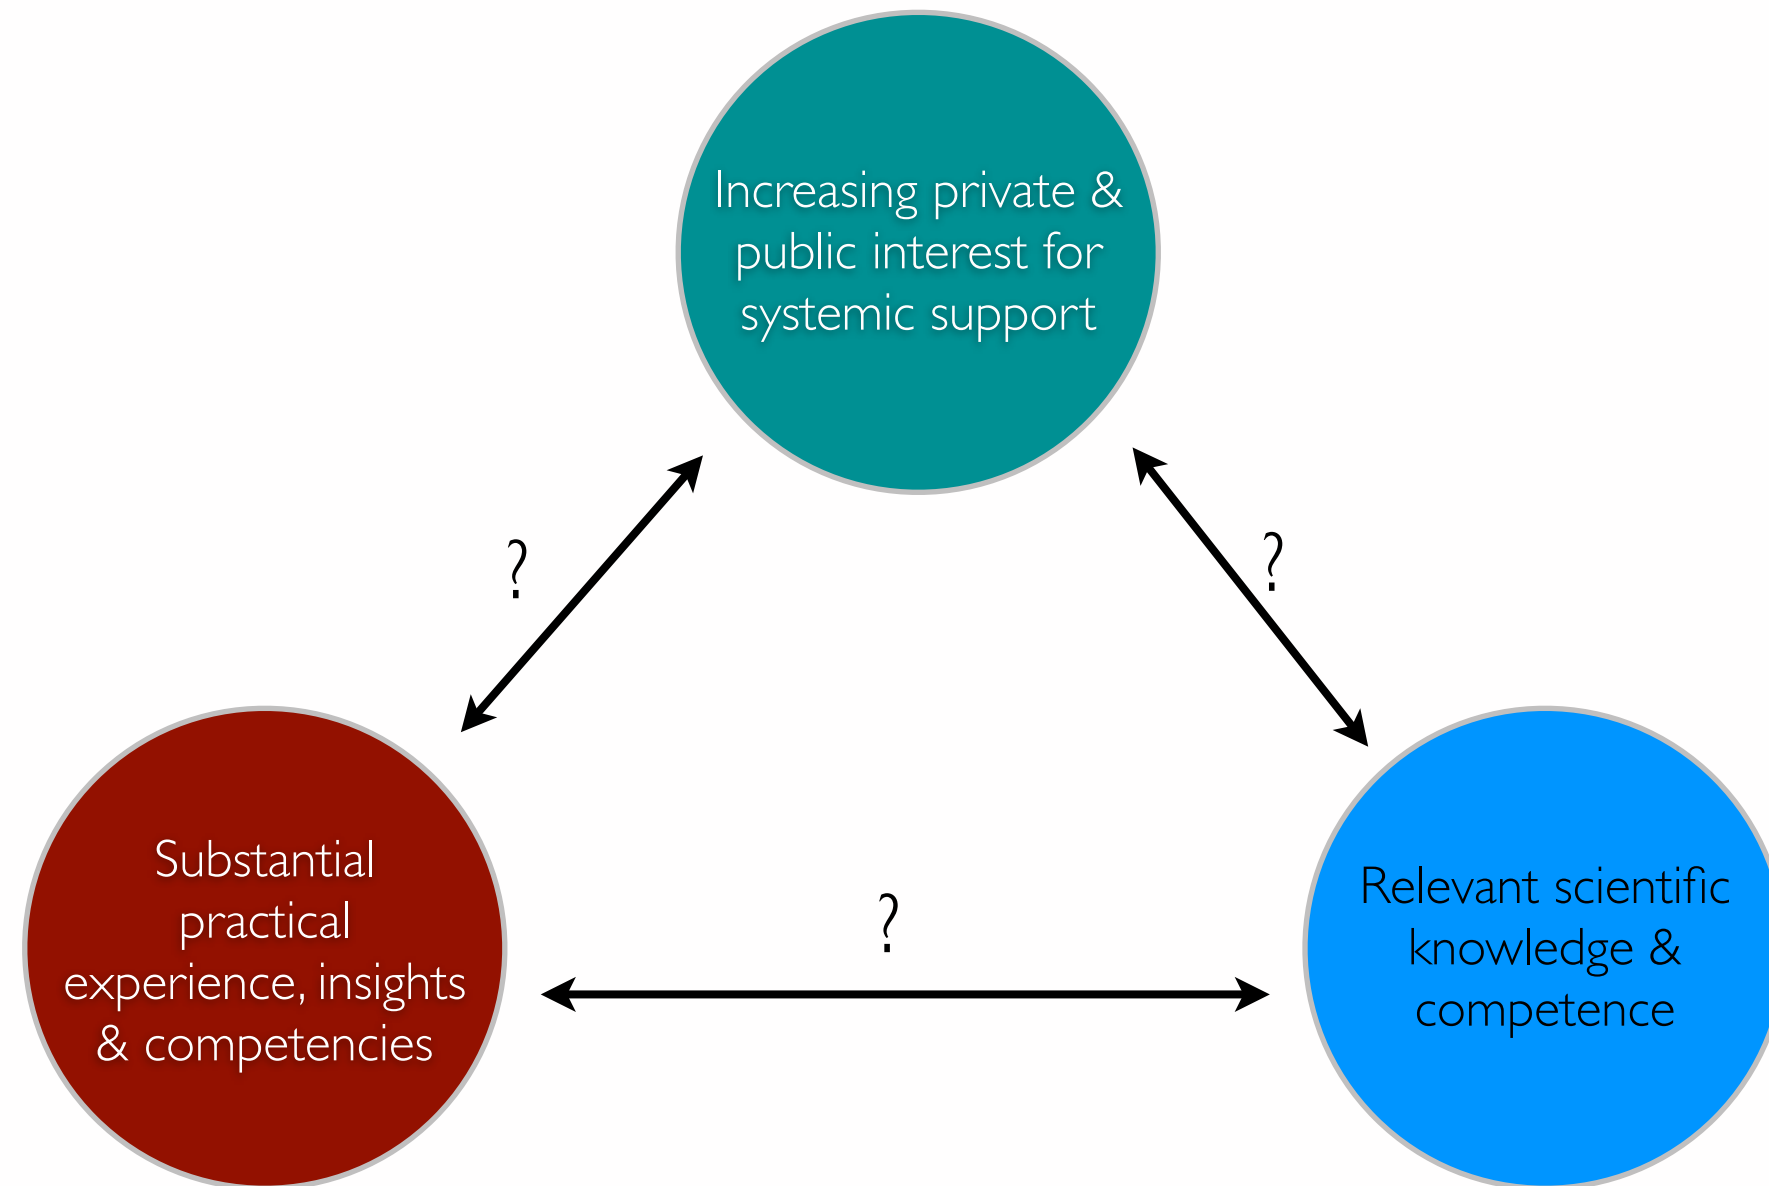 Increasing private &
public interest for
systemic support
?
?
Substantial
practical
experience, insights
& competencies
?
Relevant scientific
knowledge &
competence